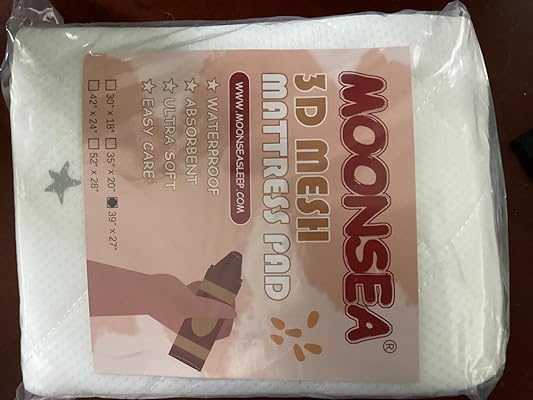 MOONSEA®
3D MESH
MATTRESS PAD
WWW.MOONSEASLEEP.COM
WATERPROOF
ABSORBENT
ULTRA SOFT
EASY CARE
30" x 18" 35" x 20" 39" x 27"
42" x 24" 52" x 28"